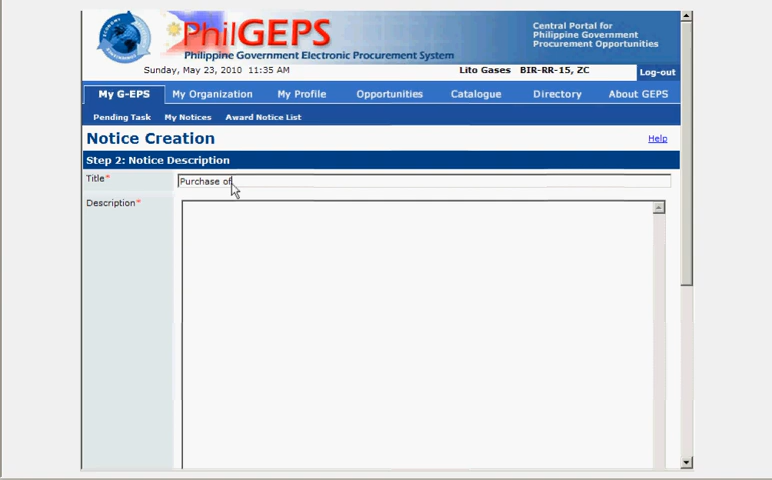 PhilGEPS
Philippine Government Electronic Procurement System
Central Portal for
Philippine Government
Procurement Opportunities
Sunday, May 23, 2010 11:35 AM
Lito Gases BIR-RR-15, ZC
Log-out
My G-EPS My Organization My Profile Opportunities Catalogue Directory About GEPS
Pending Task My Notices Award Notice List
Notice Creation
Help
Step 2: Notice Description
Title* Purchase of
Description*